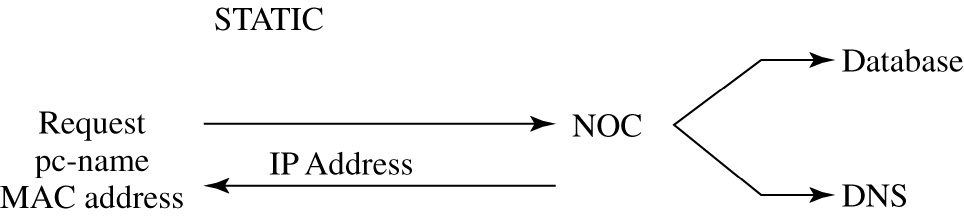 STATIC
Database
Request
NOC
pc-name
IP Address
MAC address
DNS